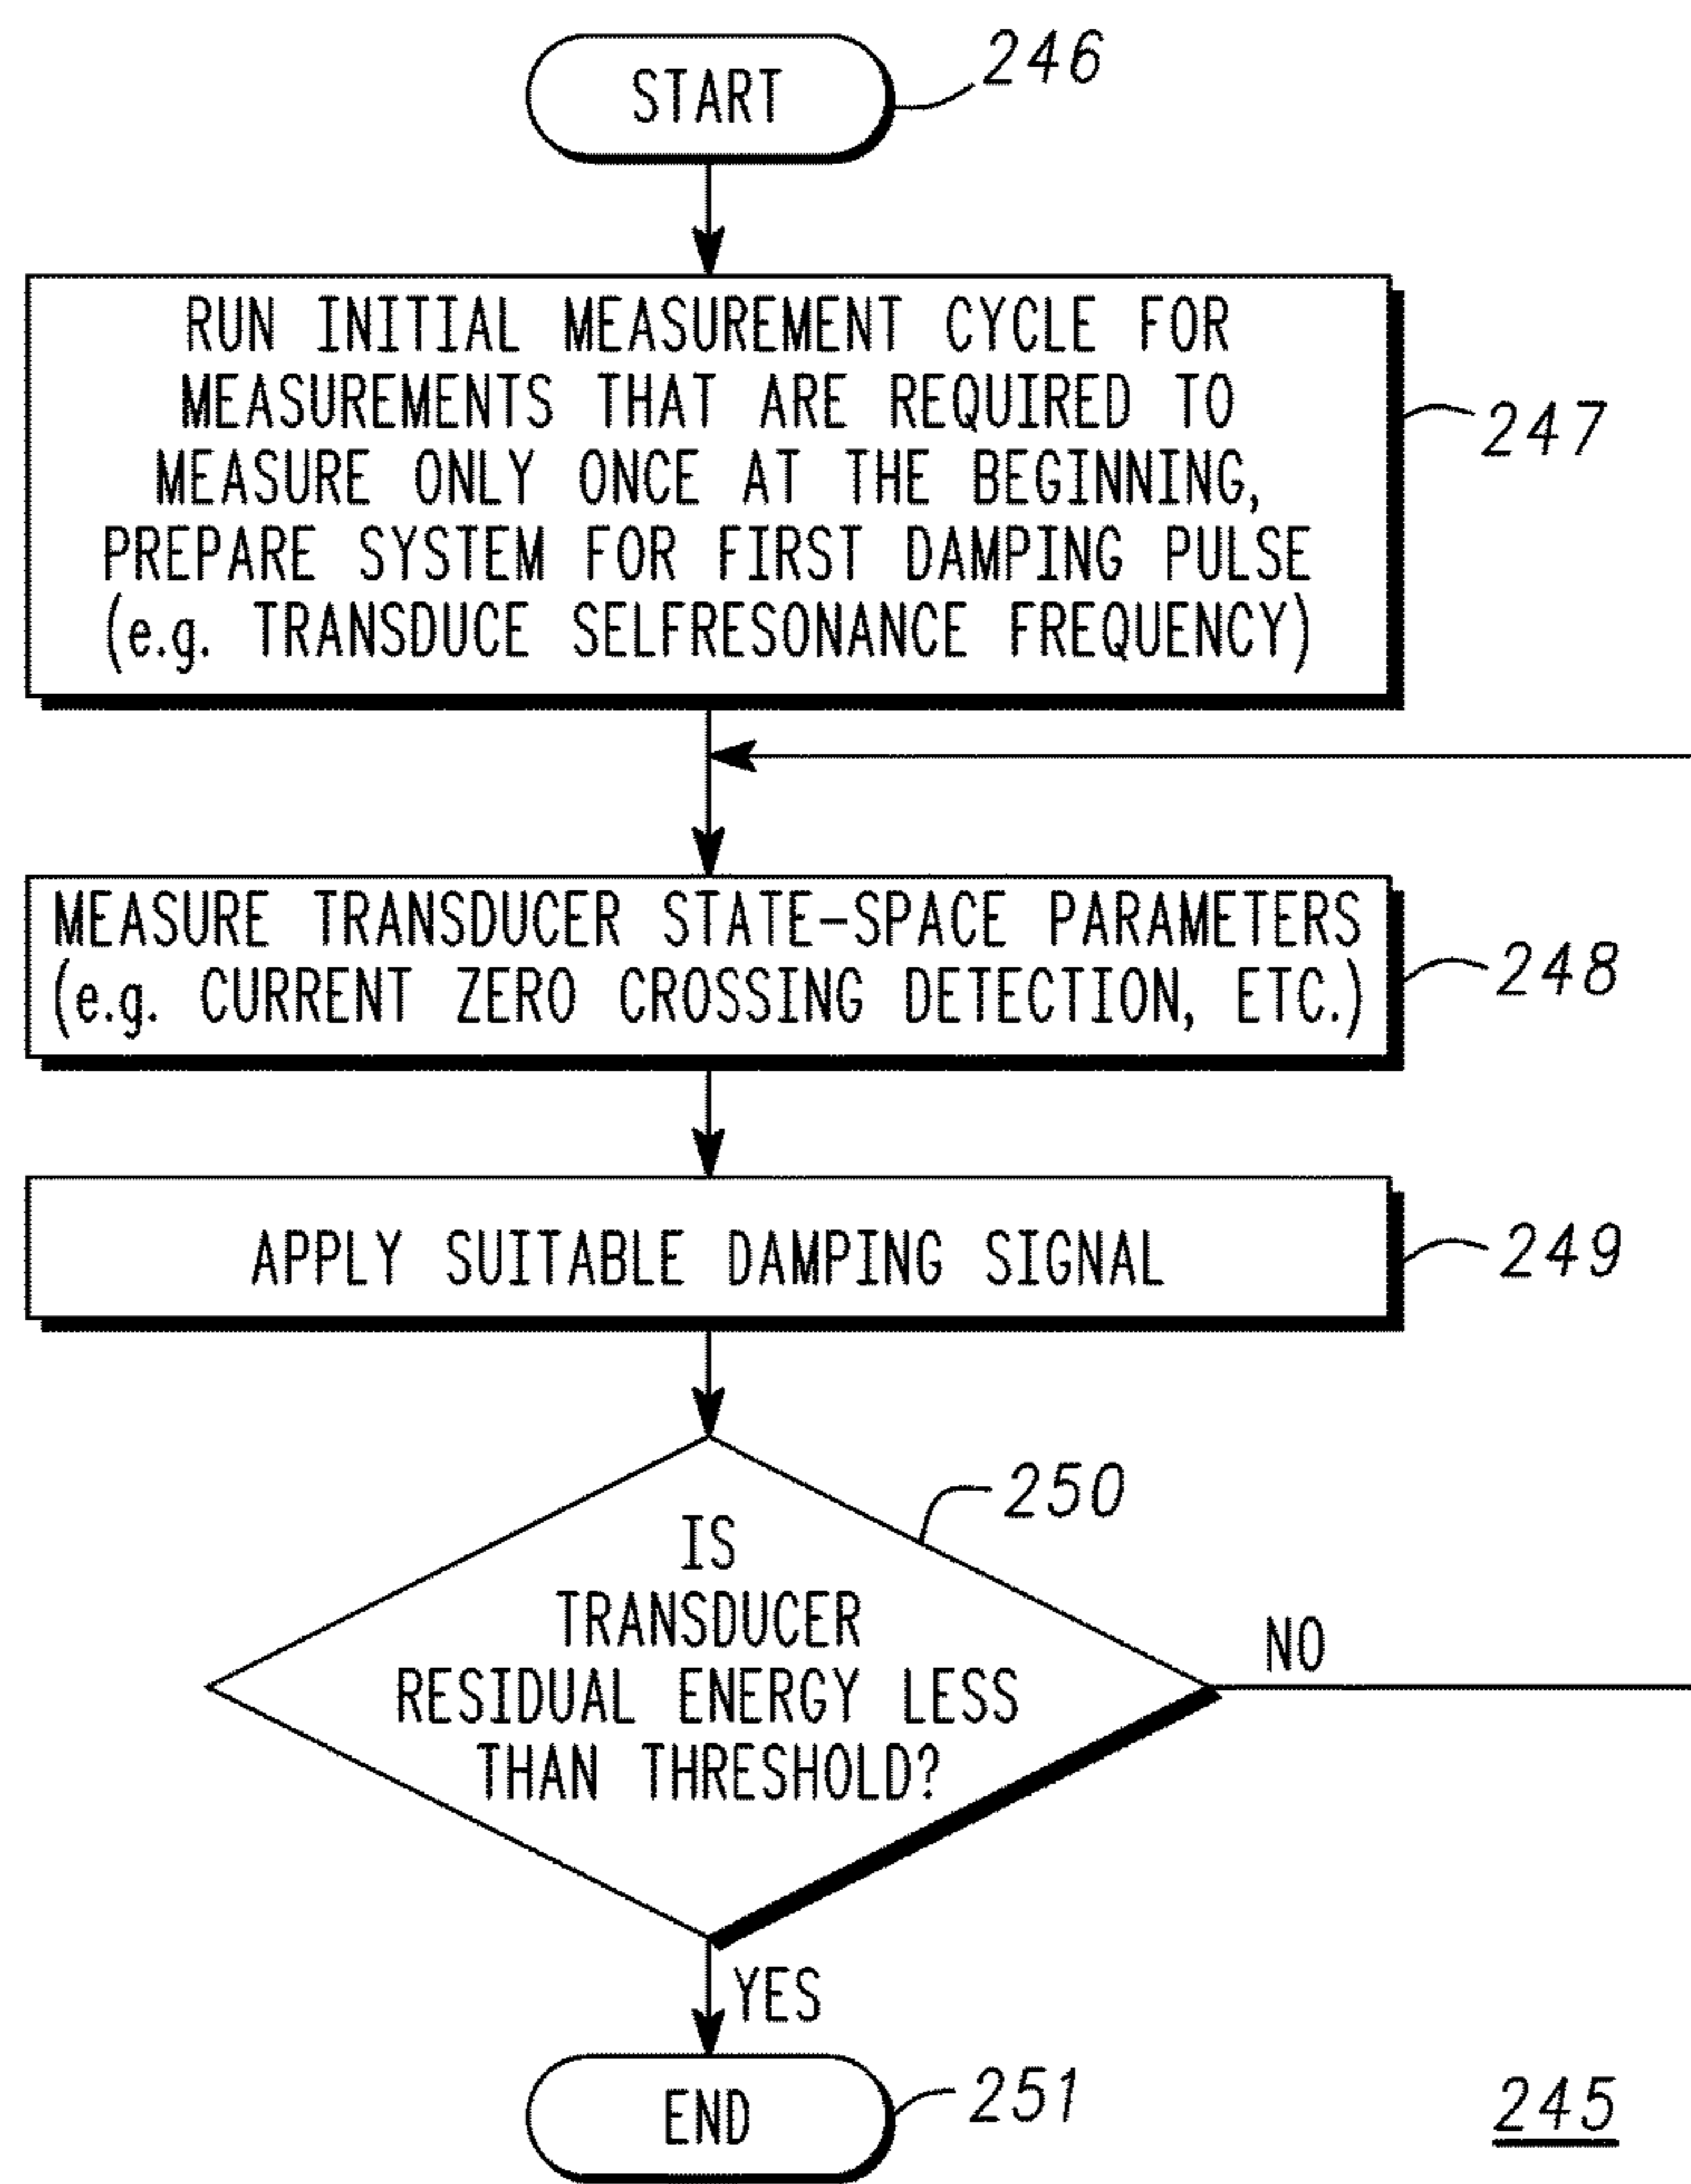 START
246
RUN INITIAL MEASUREMENT CYCLE FOR
MEASUREMENTS THAT ARE REQUIRED TO
MEASURE ONLY ONCE AT THE BEGINNING,
PREPARE SYSTEM FOR FIRST DAMPING PULSE
(e.g. TRANSDUCE SELFRESONANCE FREQUENCY)
247
MEASURE TRANSDUCER STATE-SPACE PARAMETERS
(e.g. CURRENT ZERO CROSSING DETECTION, ETC.)
248
APPLY SUITABLE DAMPING SIGNAL
249
IS
TRANSDUCER
RESIDUAL ENERGY LESS
THAN THRESHOLD?
250
NO
YES
END
251
245